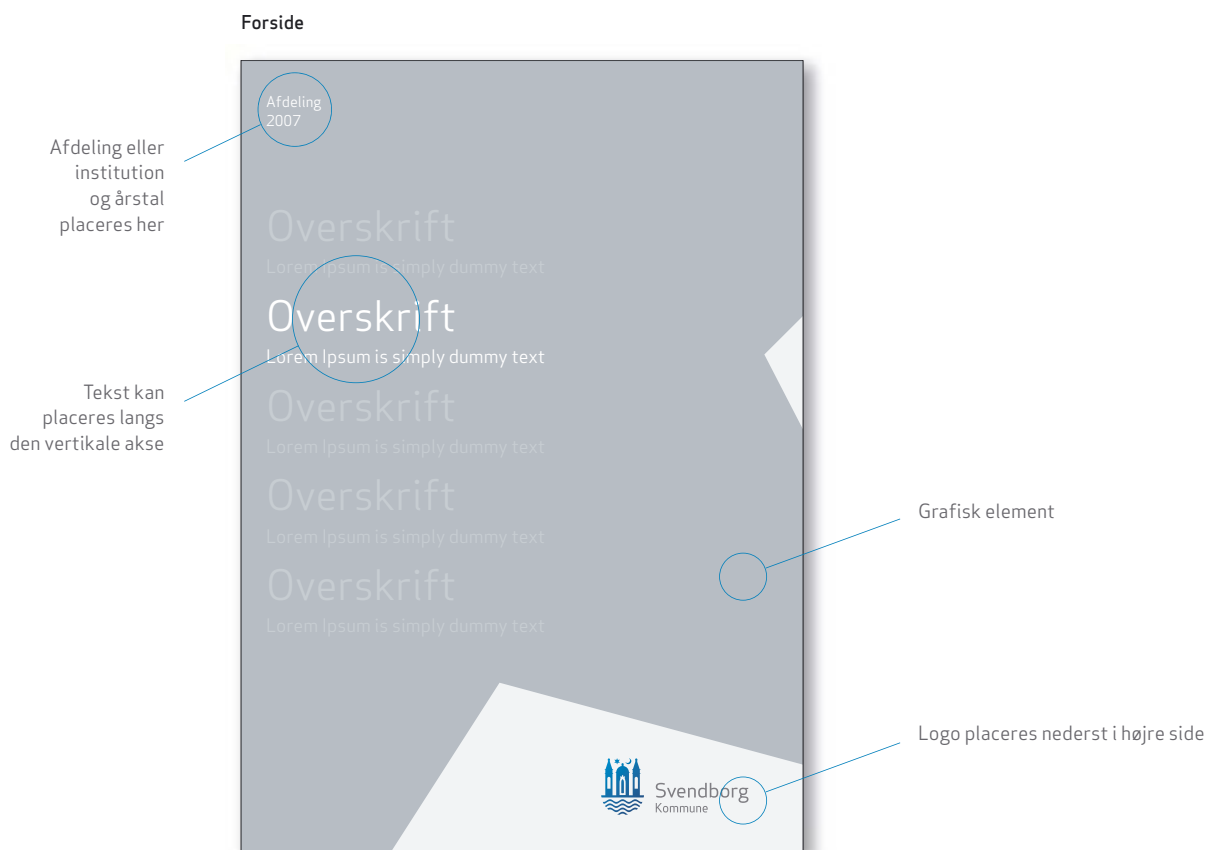 Forside
Afdeling
2007
Afdeling eller
institution
og årstal
placeres her
Overskrift
Lorem Ipsum is simply dummy text
Overskrift
Lorem Ipsum is simply dummy text
Tekst kan
placeres langs
den vertikale akse
Overskrift
Lorem Ipsum is simply dummy text
Overskrift
Lorem Ipsum is simply dummy text
Grafisk element
Overskrift
Lorem Ipsum is simply dummy text
Logo placeres nederst i højre side
Svendborg
Kommune